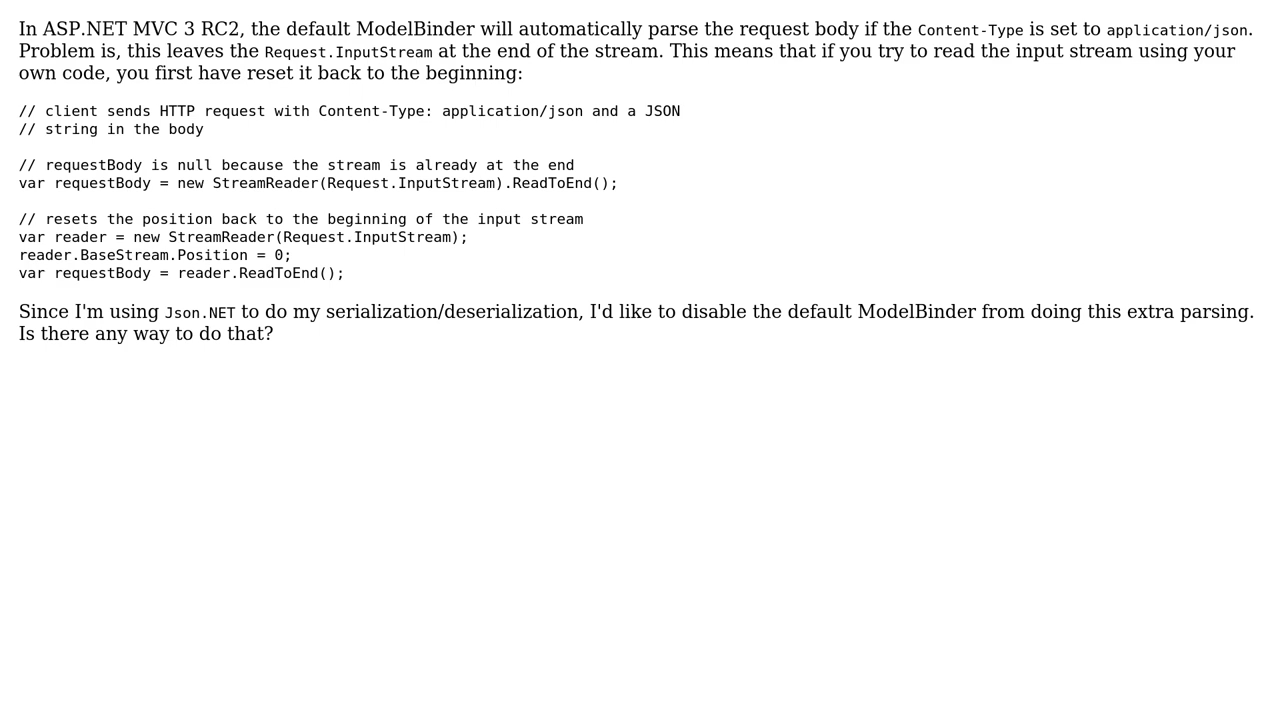 In ASP.NET MVC 3 RC2, the default ModelBinder will automatically parse the request body if the Content-Type is set to application/json.
Problem is, this leaves the Request.InputStream at the end of the stream. This means that if you try to read the input stream using your
own code, you first have reset it back to the beginning:
// client sends HTTP request with Content-Type: application/json and a JSON
// string in the body
// requestBody is null because the stream is already at the end
var requestBody = new StreamReader(Request.InputStream).ReadToEnd();
// resets the position back to the beginning of the input stream
var reader = new StreamReader(Request.InputStream);
reader.BaseStream.Position = 0;
var requestBody = reader.ReadToEnd();
Since I'm using Json.NET to do my serialization/deserialization, I'd like to disable the default ModelBinder from doing this extra parsing.
Is there any way to do that?